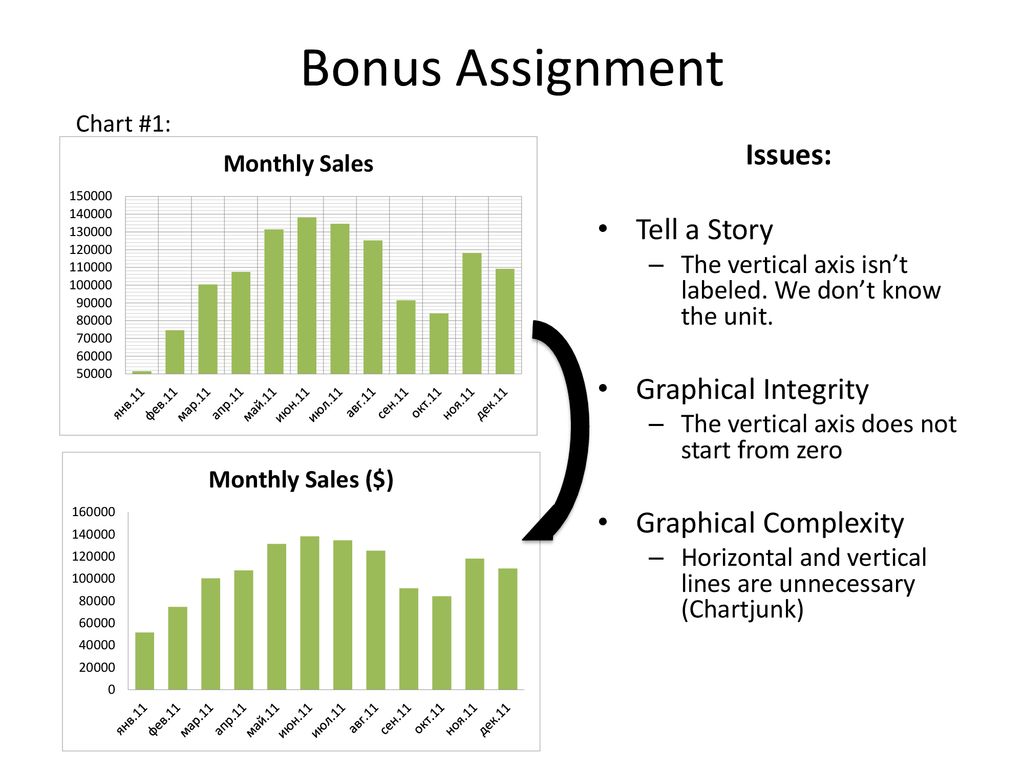 Bonus Assignment
Chart #1:
Monthly Sales
150000
140000
130000
120000
110000
100000
90000
80000
70000
60000
50000
янв.11
фев.11
мар.11
апр.11
май.11
июн.11
июл.11
авг.11
сен.11
окт.11
ноя.11
дек.11
Monthly Sales ($)
160000
140000
120000
100000
80000
60000
40000
20000
0
янв.11
фев.11
мар.11
апр.11
май.11
июн.11
июл.11
авг.11
сен.11
окт.11
ноя.11
дек.11
Issues:
• Tell a Story
– The vertical axis isn’t
labeled. We don’t know
the unit.
• Graphical Integrity
– The vertical axis does not
start from zero
• Graphical Complexity
– Horizontal and vertical
lines are unnecessary
(Chartjunk)